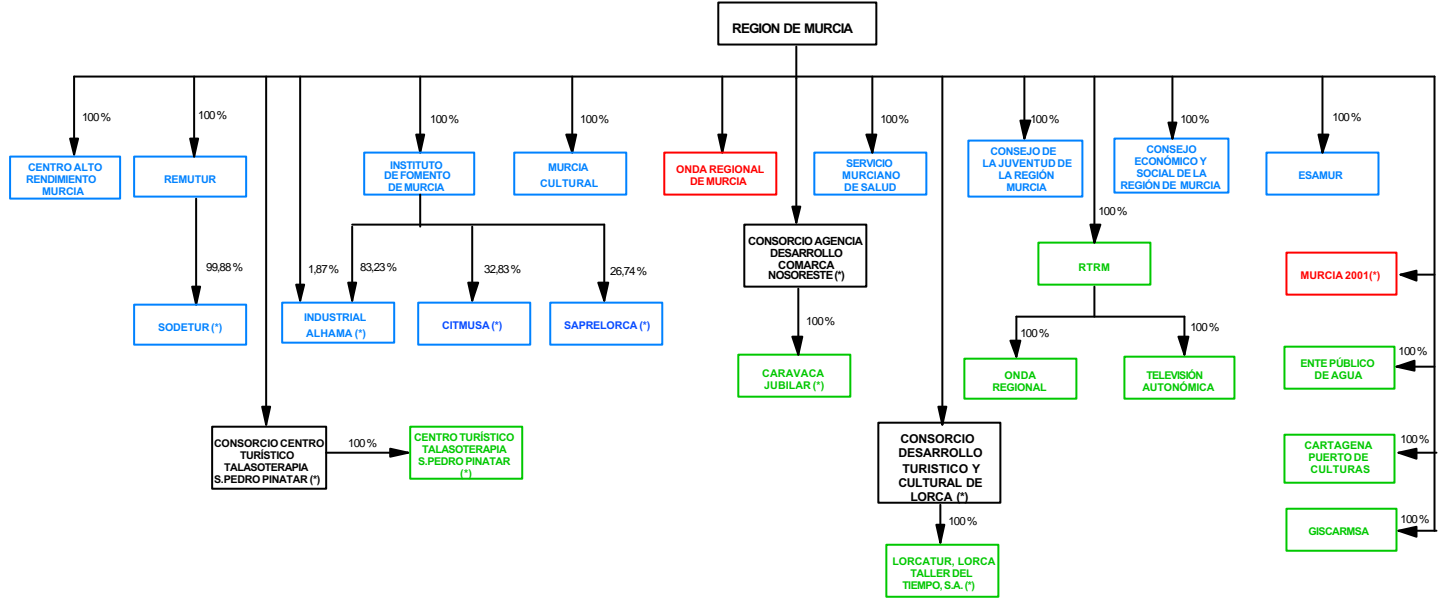 REGION DE MURCIA
100%
100%
100%
100%
100%
100%
100%
100%
100%
CENTRO ALTO
RENDIMIENTO
MURCIA
REMUTUR
INSTITUTO
DE FOMENTO
DE MURCIA
MURCIA
CULTURAL
ONDA REGIONAL
DE MURCIA
SERVICIO
MURCIANO
DE SALUD
CONSEJO DE
LA JUVENTUD DE
LA REGIÓN
MURCIA
CONSEJO
ECONÓMICO Y
SOCIAL DE LA
REGIÓN DE MURCIA
ESAMUR
100%
99,88%
1,87%
83,23%
32,83%
26,74%
CONSORCIO AGENCIA
DESARROLLO
COMARCA
NOSORESTE (*)
RTRM
MURCIA 2001(*)
SODETUR (*)
INDUSTRIAL
ALHAMA (*)
CITMUSA (*)
SAPRELORCA (*)
100%
100%
100%
100%
CARAVACA
JUBILAR (*)
ONDA
REGIONAL
TELEVISIÓN
AUTONÓMICA
ENTE PÚBLICO
DE AGUA
CONSORCIO CENTRO
TURÍSTICO
TALASOTERAPIA
S.PEDRO PINATAR (*)
100%
CENTRO TURÍSTICO
TALASOTERAPIA
S.PEDRO PINATAR
(*)
CONSORCIO
DESARROLLO
TURISTICO Y
CULTURAL DE
LORCA (*)
100%
CARTAGENA
PUERTO DE
CULTURAS
100%
100%
GISCARMSA
LORCATUR, LORCA
TALLER DEL
TIEMPO, S.A. (*)